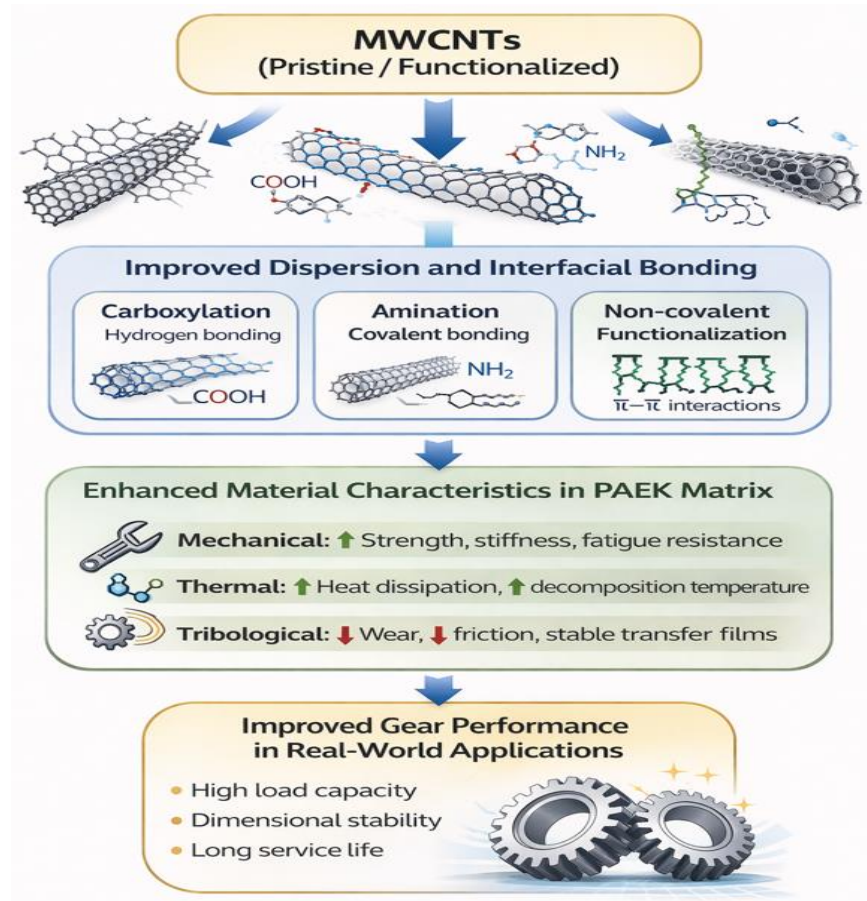 MWCNTs
(Pristine / Functionalized)
COOH
NH₂
Improved Dispersion and Interfacial Bonding
Carboxylation
Hydrogen bonding
COOH
Amination
Covalent bonding
NH₂
Non-covalent
Functionalization
π–π interactions
Enhanced Material Characteristics in PAEK Matrix
Mechanical: ↑ Strength, stiffness, fatigue resistance
Thermal: ↑ Heat dissipation, ↑ decomposition temperature
Tribological: ↓ Wear, ↓ friction, stable transfer films
Improved Gear Performance
in Real-World Applications
• High load capacity
• Dimensional stability
• Long service life